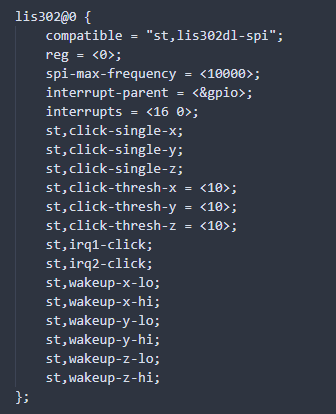 lis302@0 {
    compatible = "st,lis302dl-spi";
    reg = <0>;
    spi-max-frequency = <10000>;
    interrupt-parent = <&gpio>;
    interrupts = <16 0>;
    st,click-single-x;
    st,click-single-y;
    st,click-single-z;
    st,click-thresh-x = <10>;
    st,click-thresh-y = <10>;
    st,click-thresh-z = <10>;
    st,irq1-click;
    st,irq2-click;
    st,wakeup-x-lo;
    st,wakeup-x-hi;
    st,wakeup-y-lo;
    st,wakeup-y-hi;
    st,wakeup-z-lo;
    st,wakeup-z-hi;
};